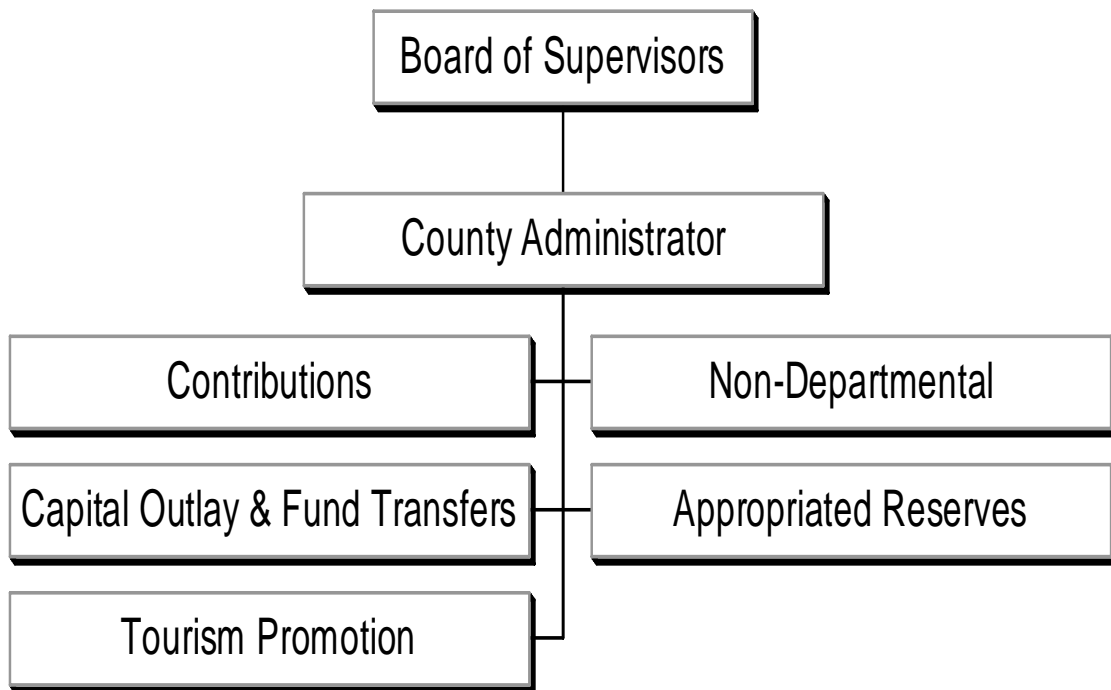 Board of Supervisors
County Administrator
Contributions
Non-Departmental
Capital Outlay & Fund Transfers
Appropriated Reserves
Tourism Promotion